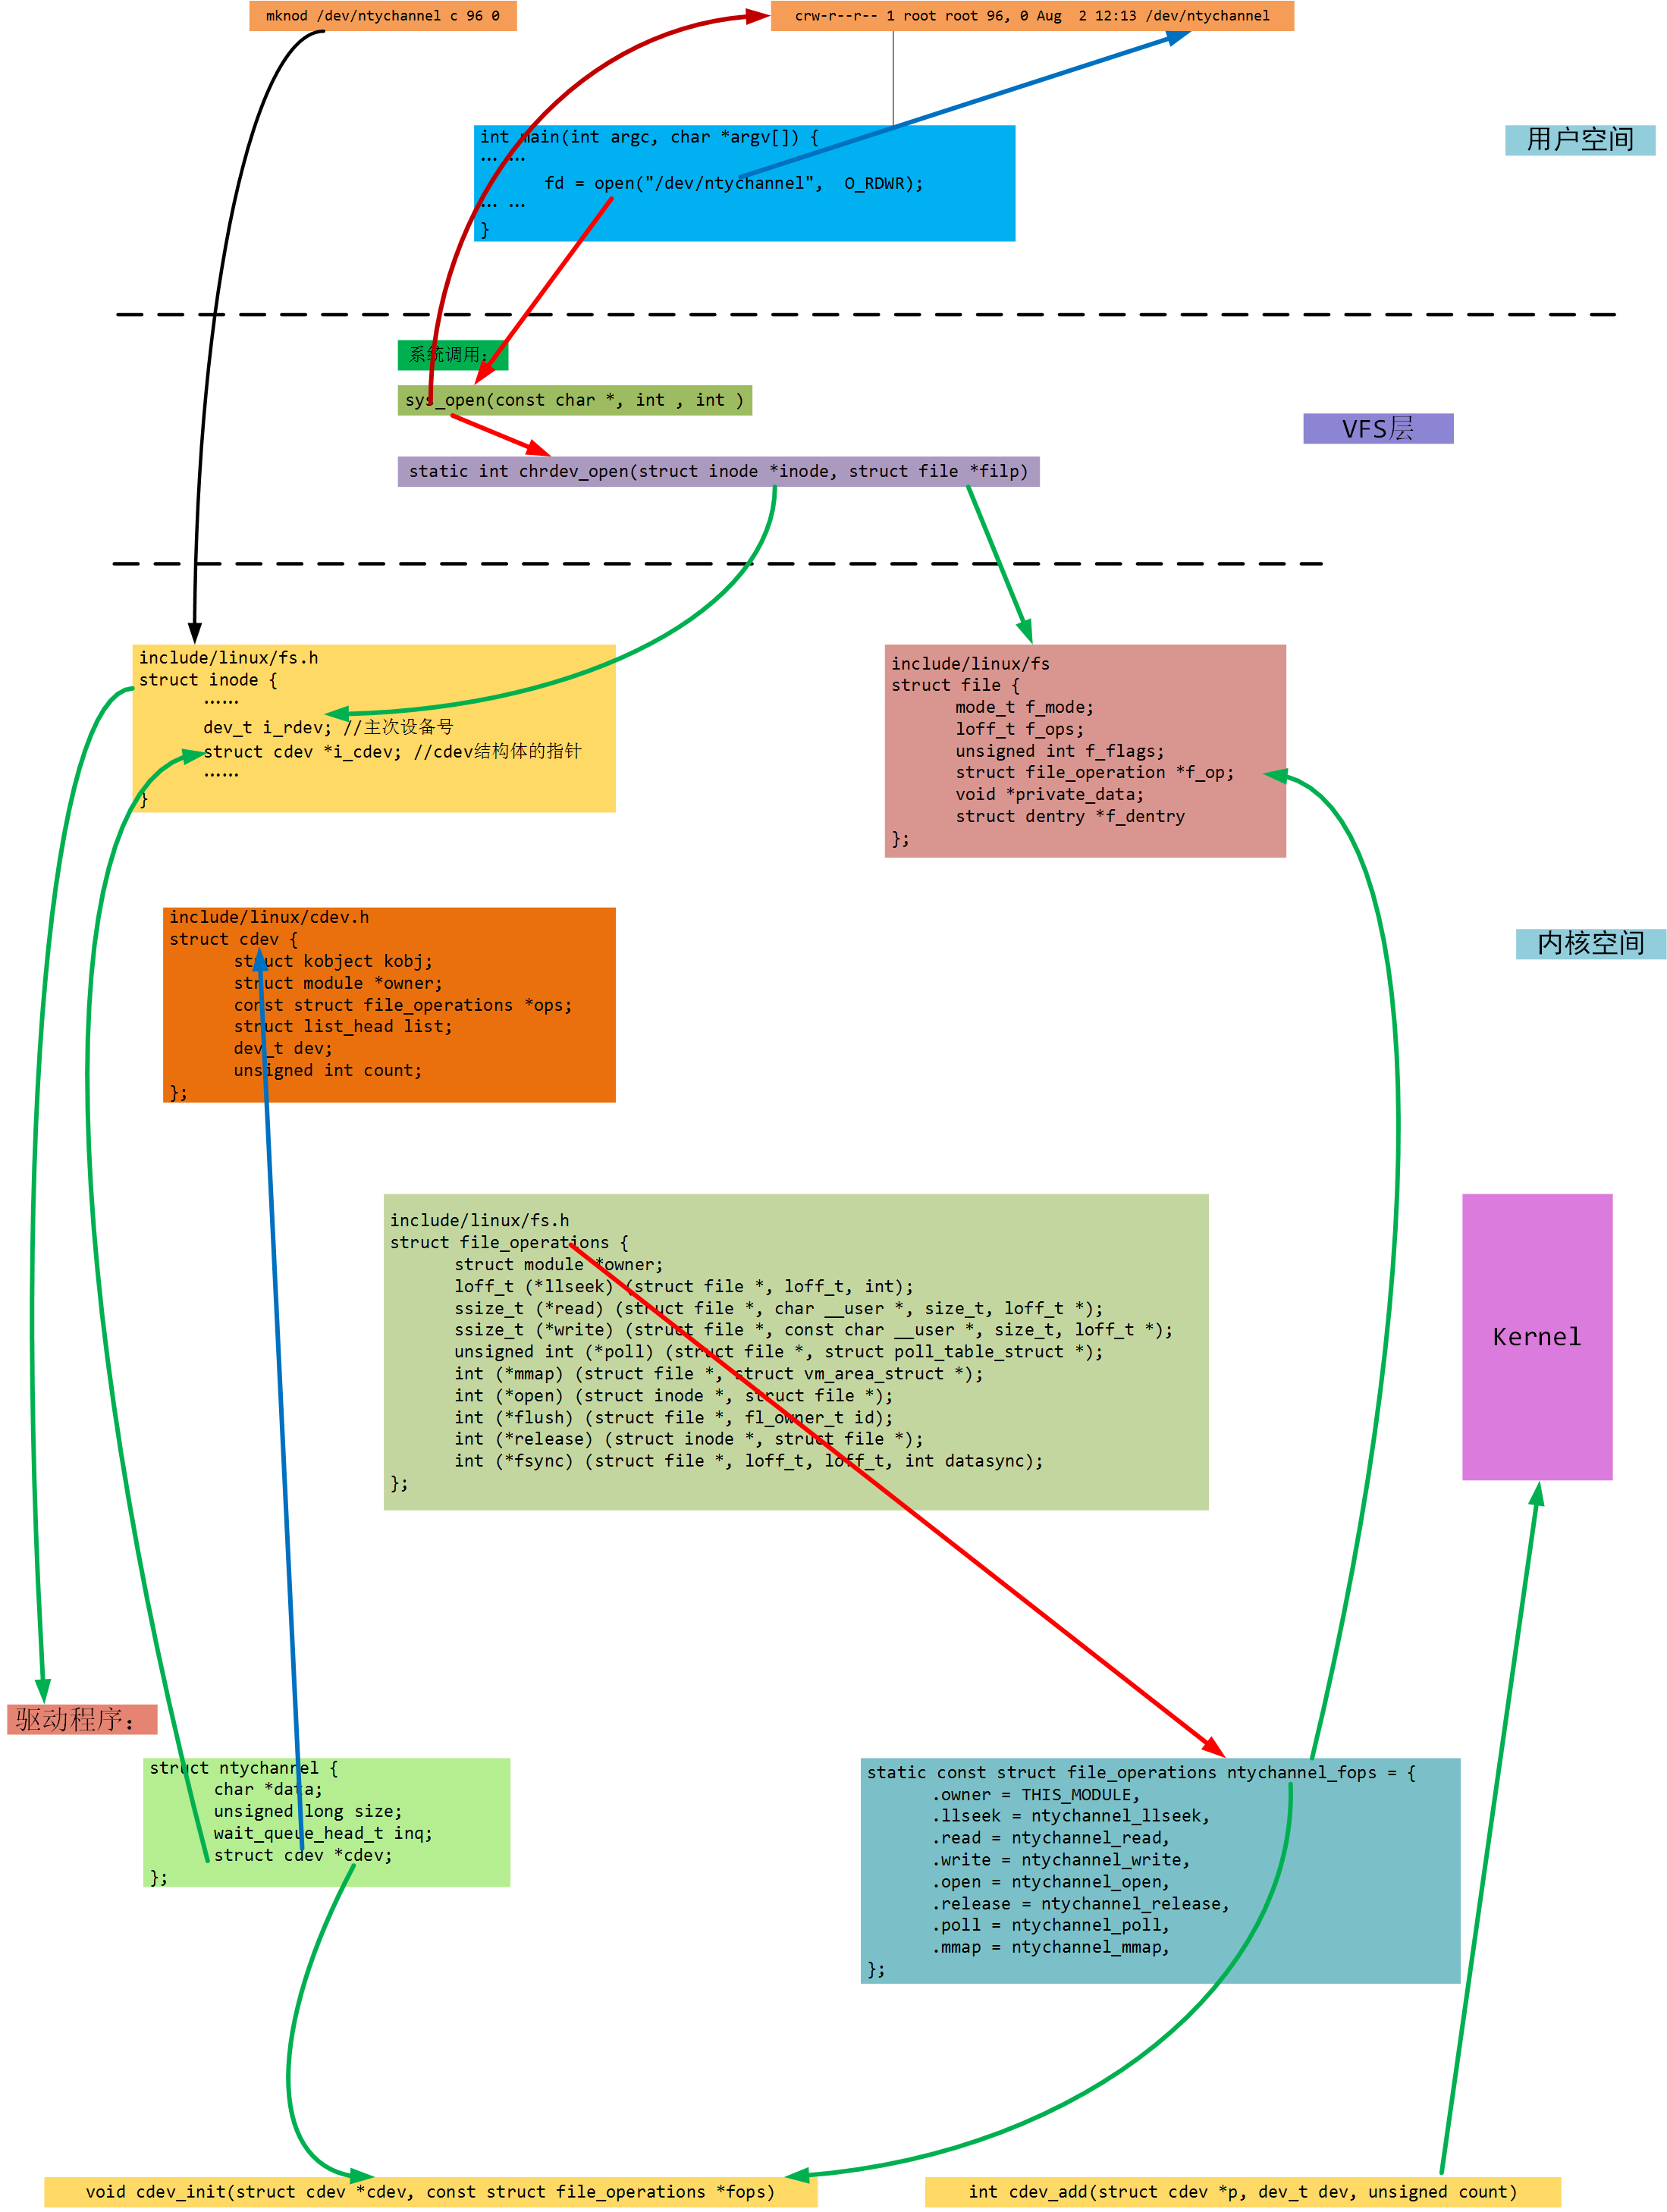 mknod /dev/ntychannel c 96 0
crw-r--r-- 1 root root 96, 0 Aug  2 12:13 /dev/ntychannel
int main(int argc, char *argv[]) {
… …
fd = open("/dev/ntychannel",  O_RDWR);
… …
}
用户空间
系统调用：
sys_open(const char *, int , int )
static int chrdev_open(struct inode *inode, struct file *filp)
VFS层
include/linux/fs.h
struct inode {
……
dev_t i_rdev; //主次设备号
struct cdev *i_cdev; //cdev结构体的指针
……
}
include/linux/fs
struct file {
mode_t f_mode;
loff_t f_ops;
unsigned int f_flags;
struct file_operation *f_op;
void *private_data;
struct dentry *f_dentry
};
include/linux/cdev.h
struct cdev {
struct kobject kobj;
struct module *owner;
const struct file_operations *ops;
struct list_head list;
dev_t dev;
unsigned int count;
};
内核空间
include/linux/fs.h
struct file_operations {
struct module *owner;
loff_t (*llseek) (struct file *, loff_t, int);
ssize_t (*read) (struct file *, char __user *, size_t, loff_t *);
ssize_t (*write) (struct file *, const char __user *, size_t, loff_t *);
unsigned int (*poll) (struct file *, struct poll_table_struct *);
int (*mmap) (struct file *, struct vm_area_struct *);
int (*open) (struct inode *, struct file *);
int (*flush) (struct file *, fl_owner_t id);
int (*release) (struct inode *, struct file *);
int (*fsync) (struct file *, loff_t, loff_t, int datasync);
};
Kernel
驱动程序：
struct ntychannel {
char *data;
unsigned long size;
wait_queue_head_t inq;
struct cdev *cdev;
};
static const struct file_operations ntychannel_fops = {
.owner = THIS_MODULE,
.llseek = ntychannel_llseek,
.read = ntychannel_read,
.write = ntychannel_write,
.open = ntychannel_open,
.release = ntychannel_release,
.poll = ntychannel_poll,
.mmap = ntychannel_mmap,
};
void cdev_init(struct cdev *cdev, const struct file_operations *fops)
int cdev_add(struct cdev *p, dev_t dev, unsigned count)